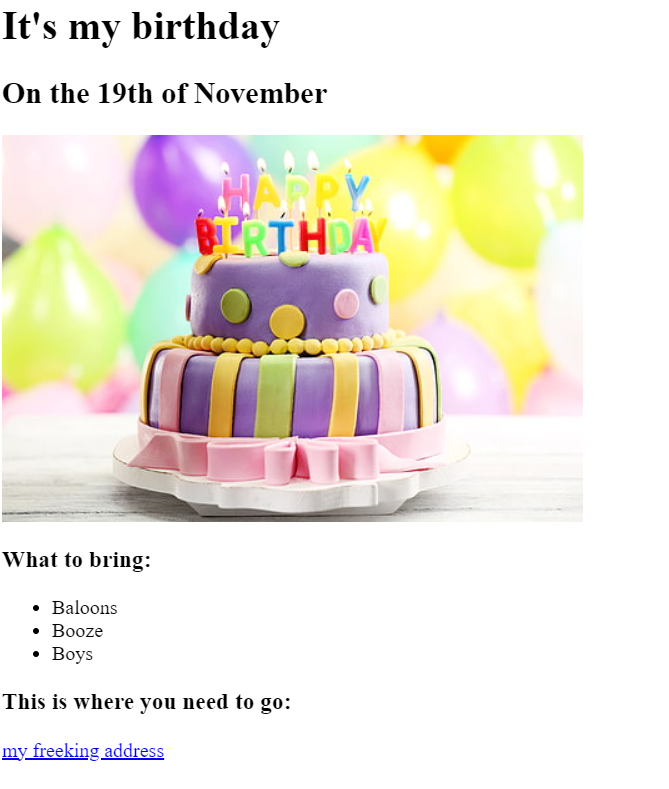 It's my birthday
On the 19th of November
HAPPY
BIRTHDAY
What to bring:
Baloons
Booze
Boys
This is where you need to go:
my freeking address